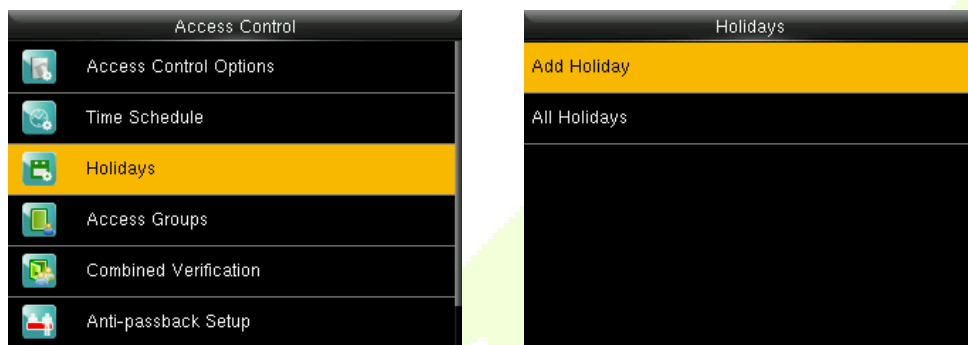 Access Control
Access Control Options
Time Schedule
Holidays
Access Groups
Combined Verification
Anti-passback Setup
Holidays
Add Holiday
All Holidays